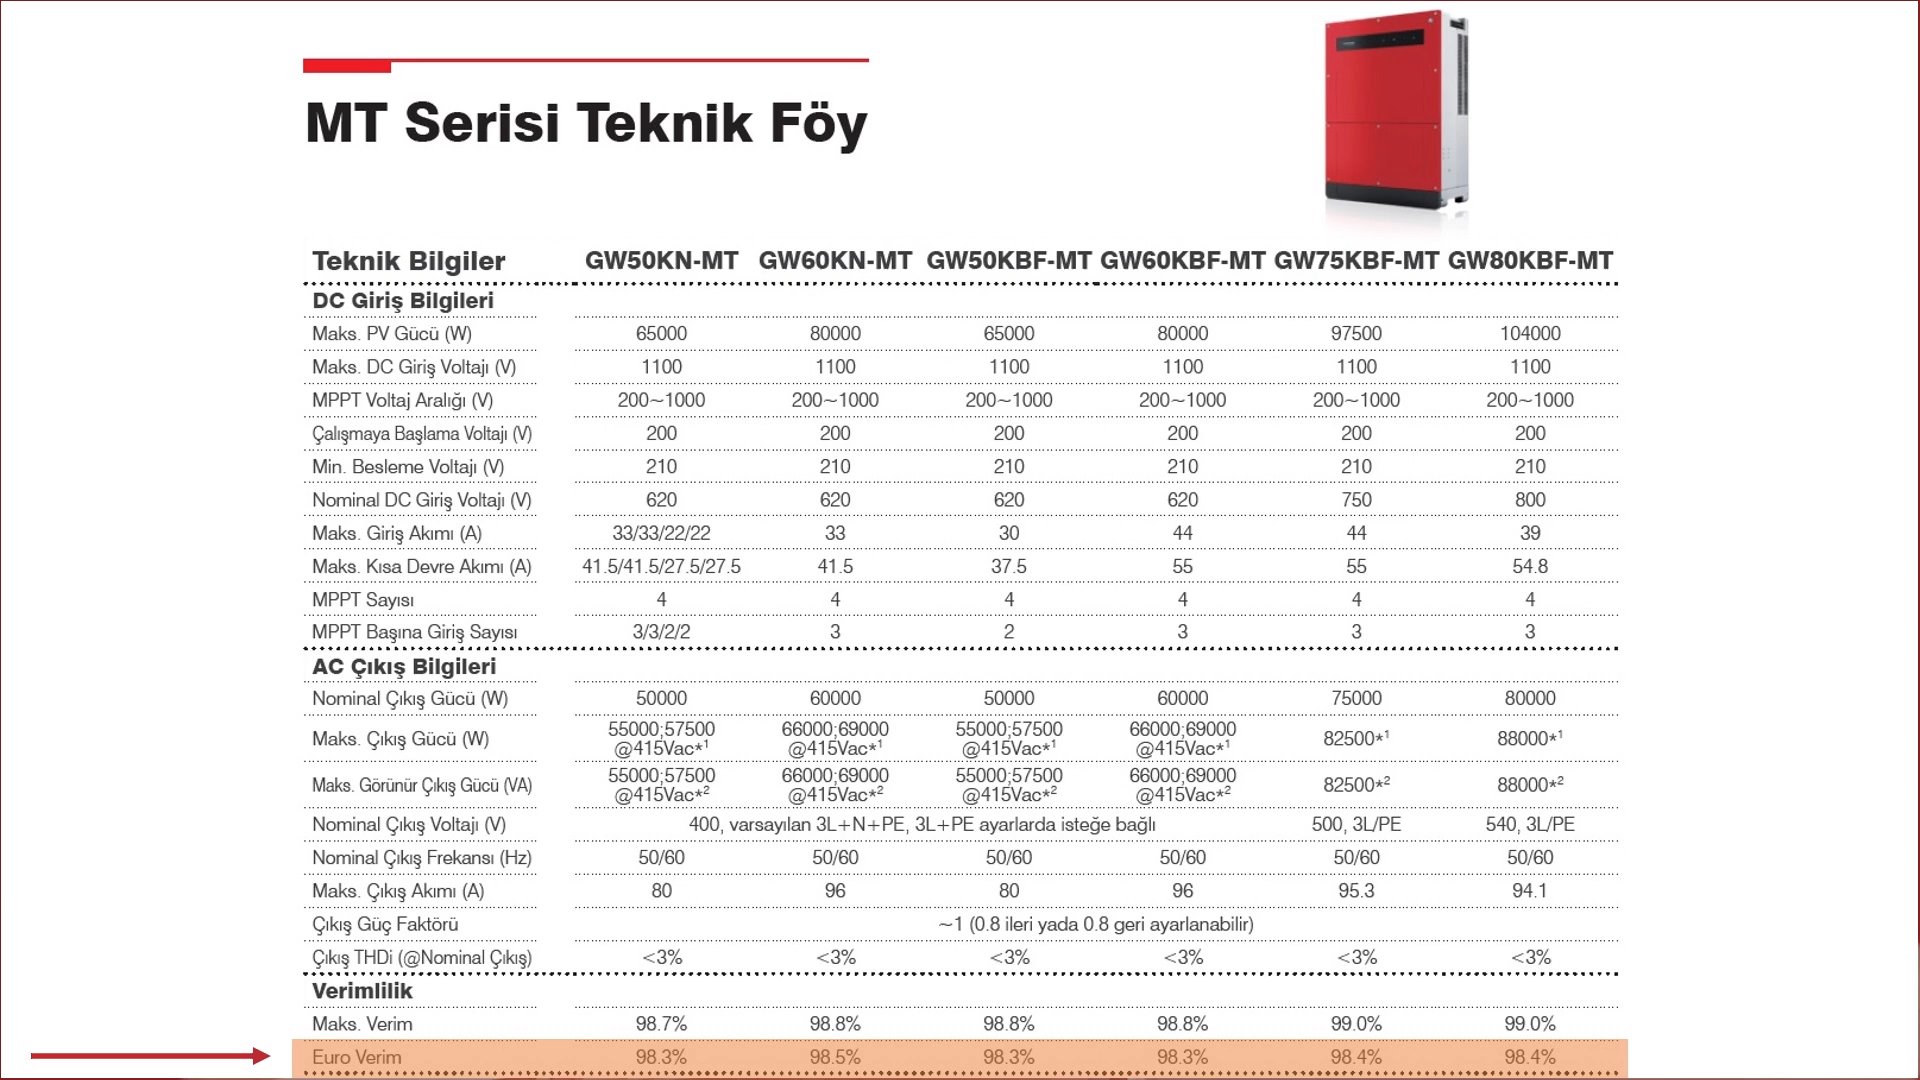 MT Serisi Teknik Föy
Teknik Bilgiler GW50KN-MT GW60KN-MT GW50KBF-MT GW60KBF-MT GW75KBF-MT GW80KBF-MT
DC Giriş Bilgileri
Maks. PV Gücü (W) 65000 80000 65000 80000 97500 104000
Maks. DC Giriş Voltajı (V) 1100 1100 1100 1100 1100 1100
MPPT Voltaj Aralığı (V) 200~1000 200~1000 200~1000 200~1000 200~1000 200~1000
Çalışmaya Başlama Voltajı (V) 200 200 200 200 200 200
Min. Besleme Voltajı (V) 210 210 210 210 210 210
Nominal DC Giriş Voltajı (V) 620 620 620 620 750 800
Maks. Giriş Akımı (A) 33/33/22/22 33 30 44 44 39
Maks. Kısa Devre Akımı (A) 41.5/41.5/27.5/27.5 41.5 37.5 55 55 54.8
MPPT Sayısı 4 4 4 4 4 4
MPPT Başına Giriş Sayısı 3/3/2/2 3 2 3 3 3
AC Çıkış Bilgileri
Nominal Çıkış Gücü (W) 50000 60000 50000 60000 75000 80000
Maks. Çıkış Gücü (W) 55000;57500 @415Vac*¹ 66000;69000 @415Vac*¹ 55000;57500 @415Vac*¹ 66000;69000 @415Vac*¹ 82500*¹ 88000*¹
Maks. Görünür Çıkış Gücü (VA) 55000;57500 @415Vac*² 66000;69000 @415Vac*² 55000;57500 @415Vac*² 66000;69000 @415Vac*² 82500*² 88000*²
Nominal Çıkış Voltajı (V) 400, varsayılan 3L+N+PE, 3L+PE ayarlarda isteğe bağlı 500, 3L/PE 540, 3L/PE
Nominal Çıkış Frekansı (Hz) 50/60 50/60 50/60 50/60 50/60 50/60
Maks. Çıkış Akımı (A) 80 96 80 96 95.3 94.1
Çıkış Güç Faktörü ~1 (0.8 ileri yada 0.8 geri ayarlanabilir)
Çıkış THDi (@Nominal Çıkış) <3% <3% <3% <3% <3% <3%
Verimlilik
Maks. Verim 98.7% 98.8% 98.8% 98.8% 99.0% 99.0%
Euro Verim 98.3% 98.5% 98.3% 98.3% 98.4% 98.4%